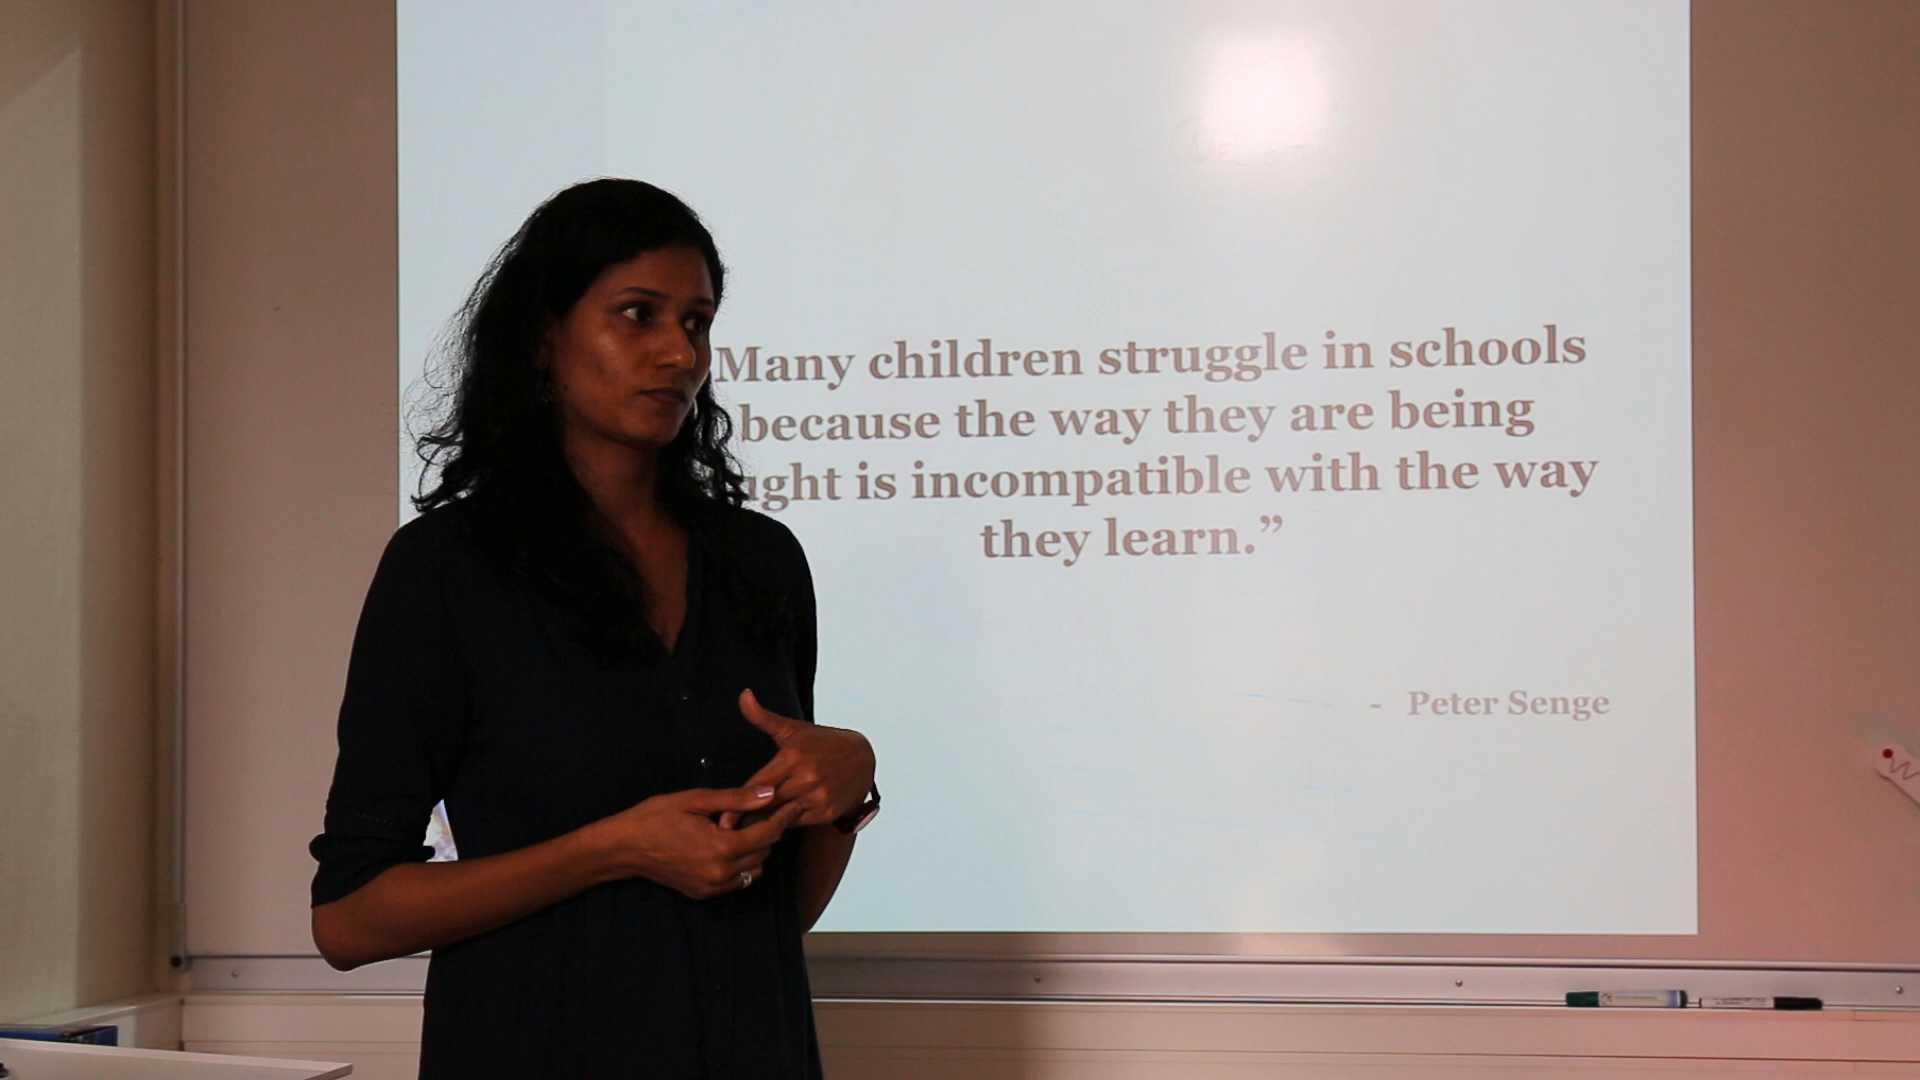 Many children struggle in schools
because the way they are being
ught is incompatible with the way
they learn.”
- Peter Senge